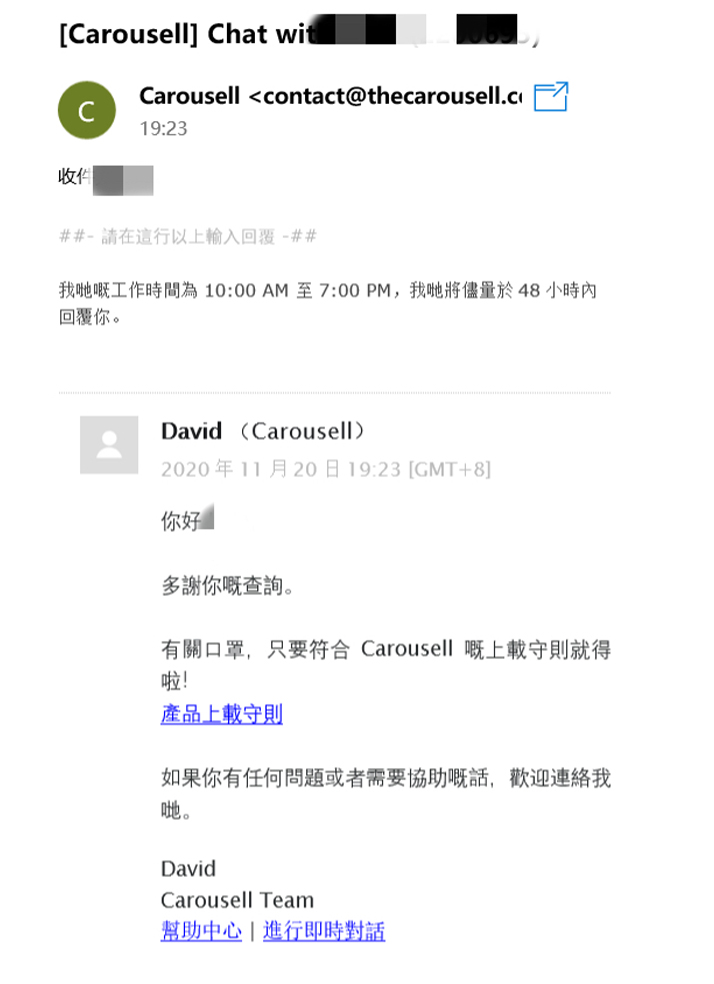 [Carousell] Chat wit
C
Carousell <contact@thecarousell.c
19:23
收件
##- 請在這行以上輸入回覆 -##
我哋嘅工作時間為 10:00 AM 至 7:00 PM，我哋將儘量於 48 小時內
回覆你。
David （Carousell）
2020 年 11 月 20 日 19:23 [GMT+8]
你好
多謝你嘅查詢。
有關口罩，只要符合 Carousell 嘅上載守則就得
啦！
產品上載守則
如果你有任何問題或者需要協助嘅話，歡迎連絡我
哋。
David
Carousell Team
幫助中心 | 進行即時對話